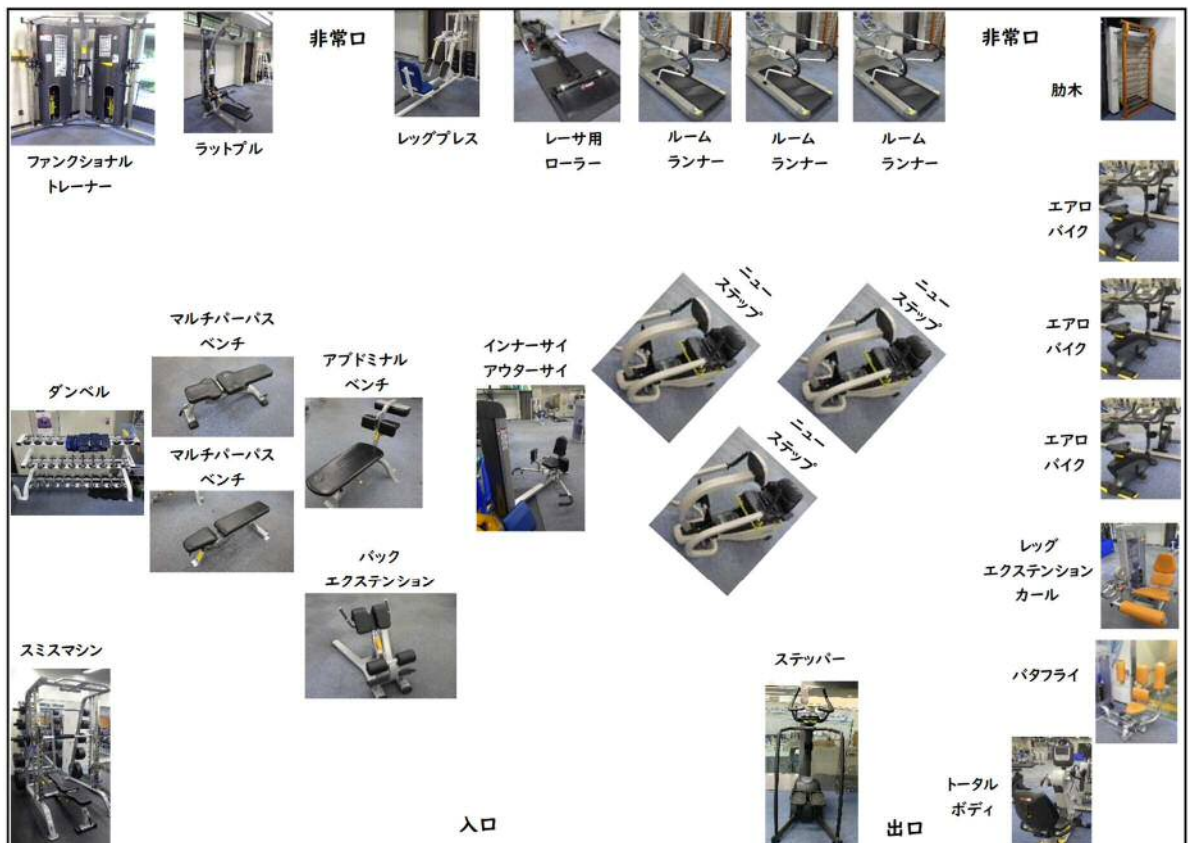 非常口
非常口
ファンクショナル
トレーナー
ラットプル
レッグプレス
レーサ用
ローラー
ルーム
ランナー
ルーム
ランナー
ルーム
ランナー
肋木
エアロ
バイク
ニュー
ステップ
ニュー
ステップ
エアロ
バイク
マルチパーパス
ベンチ
アブドミナル
ベンチ
インナーサイ
アウターサイ
ダンベル
マルチパーパス
ベンチ
ニュー
ステップ
エアロ
バイク
バック
エクステンション
レッグ
エクステンション
カール
スミスマシン
ステッパー
バタフライ
トータル
ボディ
入口
出口